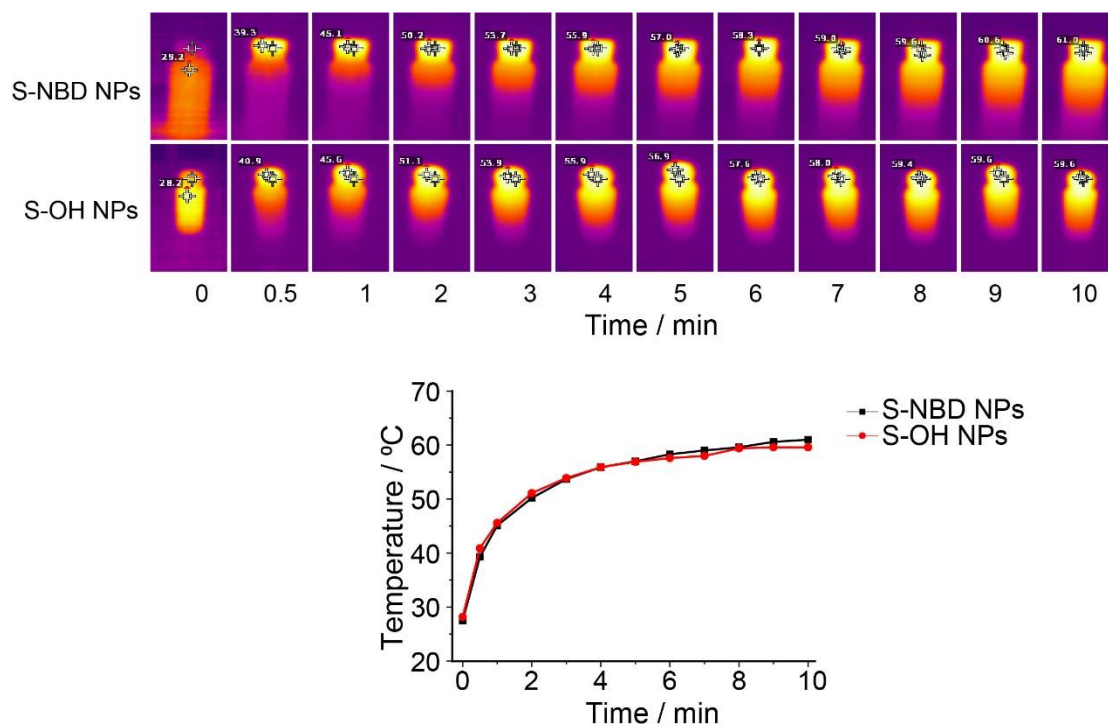 29.2 39.3 45.1 50.2 53.7 55.9 57.0 58.3 59.0 59.6 60.6 61.0
S-NBD NPs
28.2 40.9 45.6 51.1 53.9 55.9 56.9 57.6 58.0 59.4 59.6 59.6
S-OH NPs
0 0.5 1 2 3 4 5 6 7 8 9 10
Time / min
70
60
50
40
30
20
Temperature / ºC
S-NBD NPs
S-OH NPs
0 2 4 6 8 10
Time / min